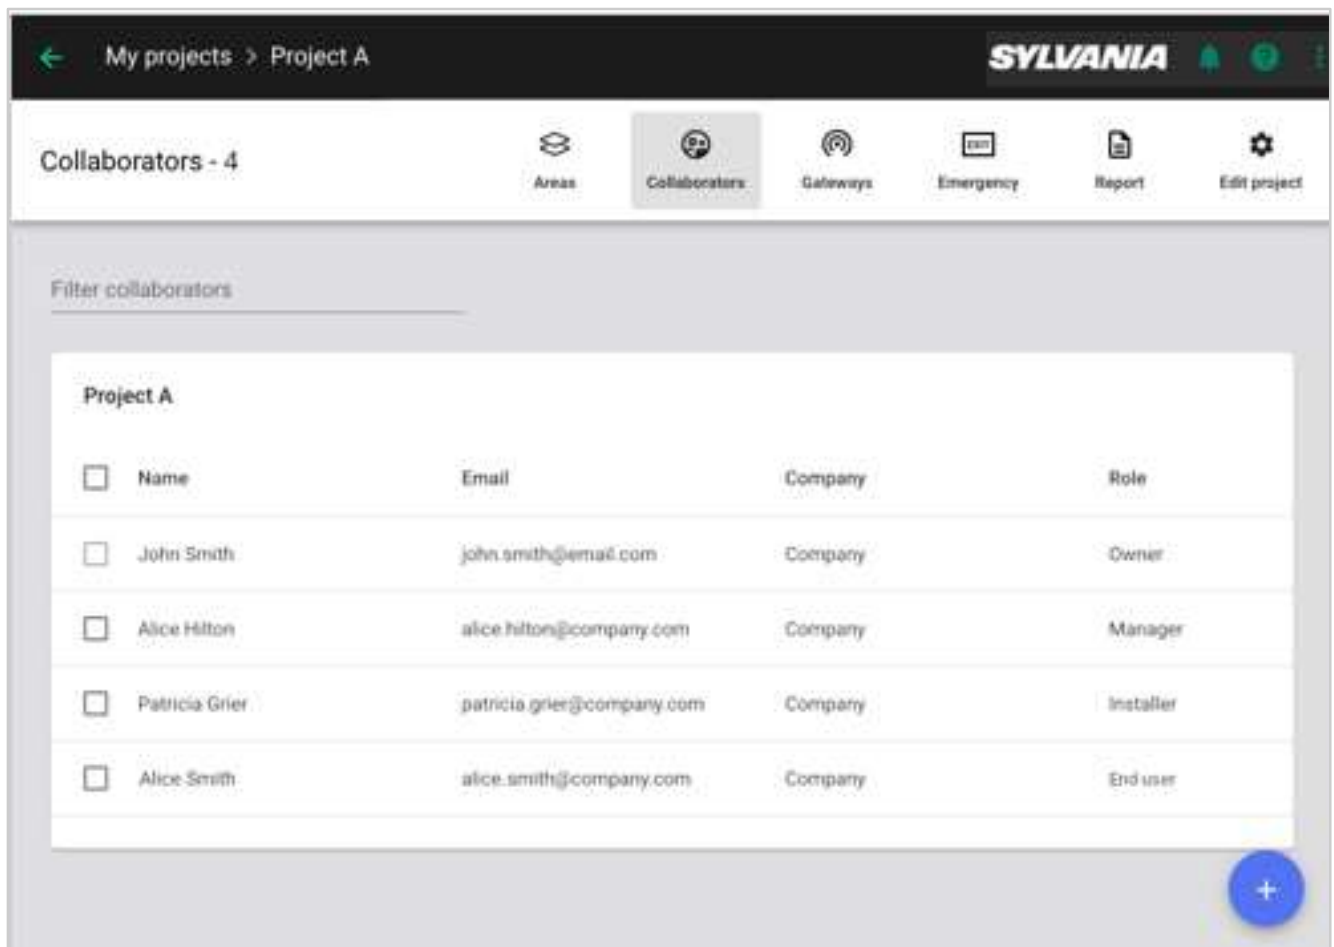 My projects > Project A SYLVANIA
Collaborators - 4
Areas Collaborators Gateways EXIT Emergency Report Edit project
Filter collaborators
Project A
Name Email Company Role
John Smith john.smith@email.com Company Owner
Alice Hilton alice.hilton@company.com Company Manager
Patricia Grier patricia.grier@company.com Company Installer
Alice Smith alice.smith@company.com Company End user
+